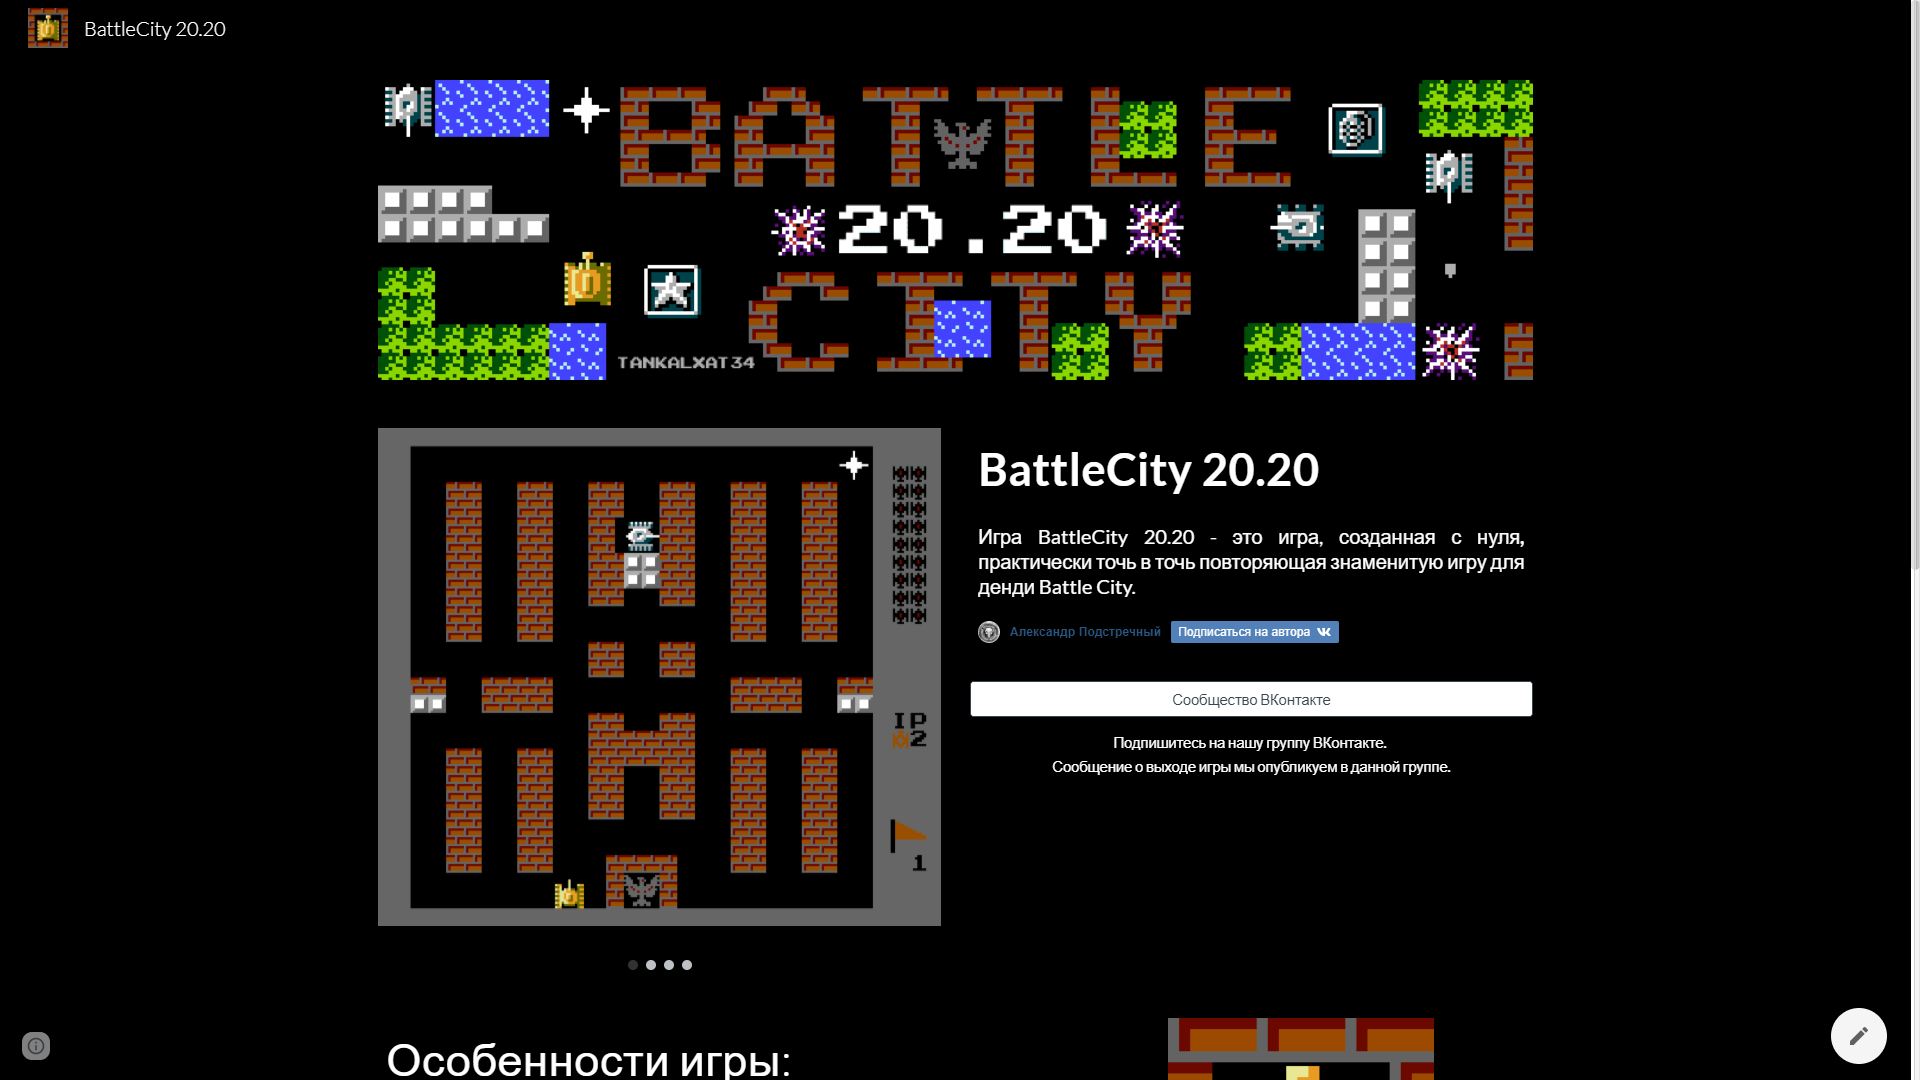 BattleCity 20.20
BATTLE
20.20
CITY
TANKALXAT34
BattleCity 20.20
Игра BattleCity 20.20 - это игра, созданная с нуля,
практически точь в точь повторяющая знаменитую игру для
денди Battle City.
Александр Подстречный
Подписаться на автора
Сообщество ВКонтакте
Подпишитесь на нашу группу ВКонтакте.
Сообщение о выходе игры мы опубликуем в данной группе.
IP
2
1
Особенности игры: